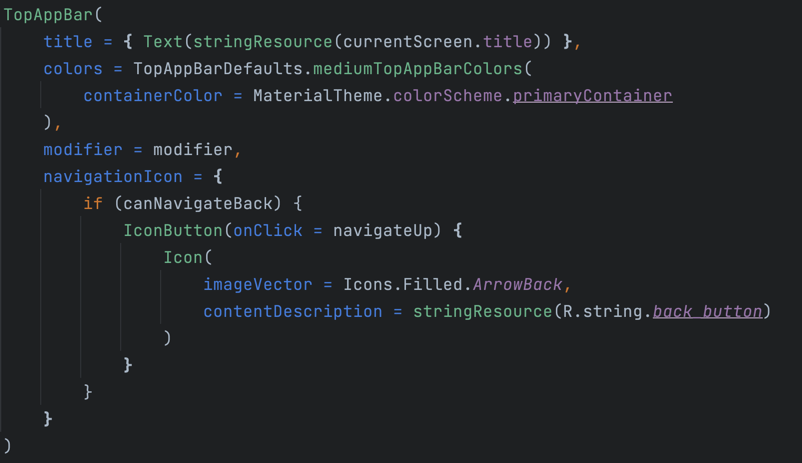 TopAppBar(
    title = { Text(stringResource(currentScreen.title)) },
    colors = TopAppBarDefaults.mediumTopAppBarColors(
        containerColor = MaterialTheme.colorScheme.primaryContainer
    ),
    modifier = modifier,
    navigationIcon = {
        if (canNavigateBack) {
            IconButton(onClick = navigateUp) {
                Icon(
                    imageVector = Icons.Filled.ArrowBack,
                    contentDescription = stringResource(R.string.back_button)
                )
            }
        }
    }
)